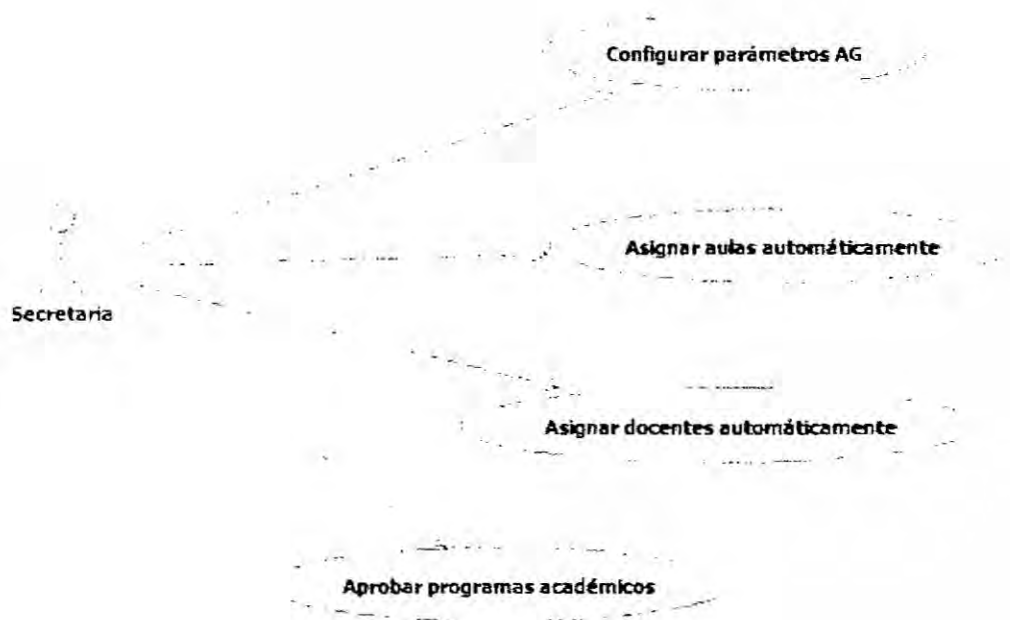 Configurar parámetros AG
Asignar aulas automáticamente
Secretaria
Asignar docentes automáticamente
Aprobar programas académicos